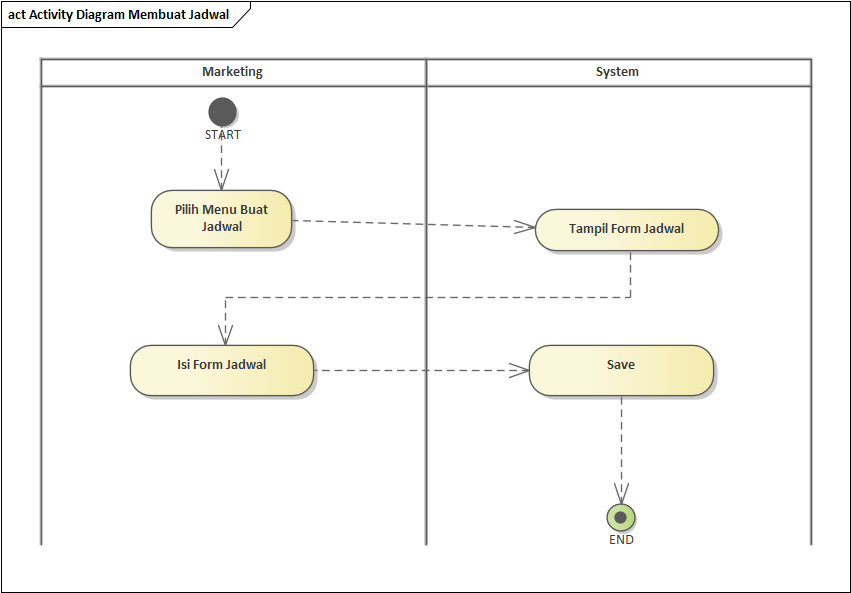 act Activity Diagram Membuat Jadwal
Marketing
System
START
Pilih Menu Buat
Jadwal
Tampil Form Jadwal
Isi Form Jadwal
Save
END